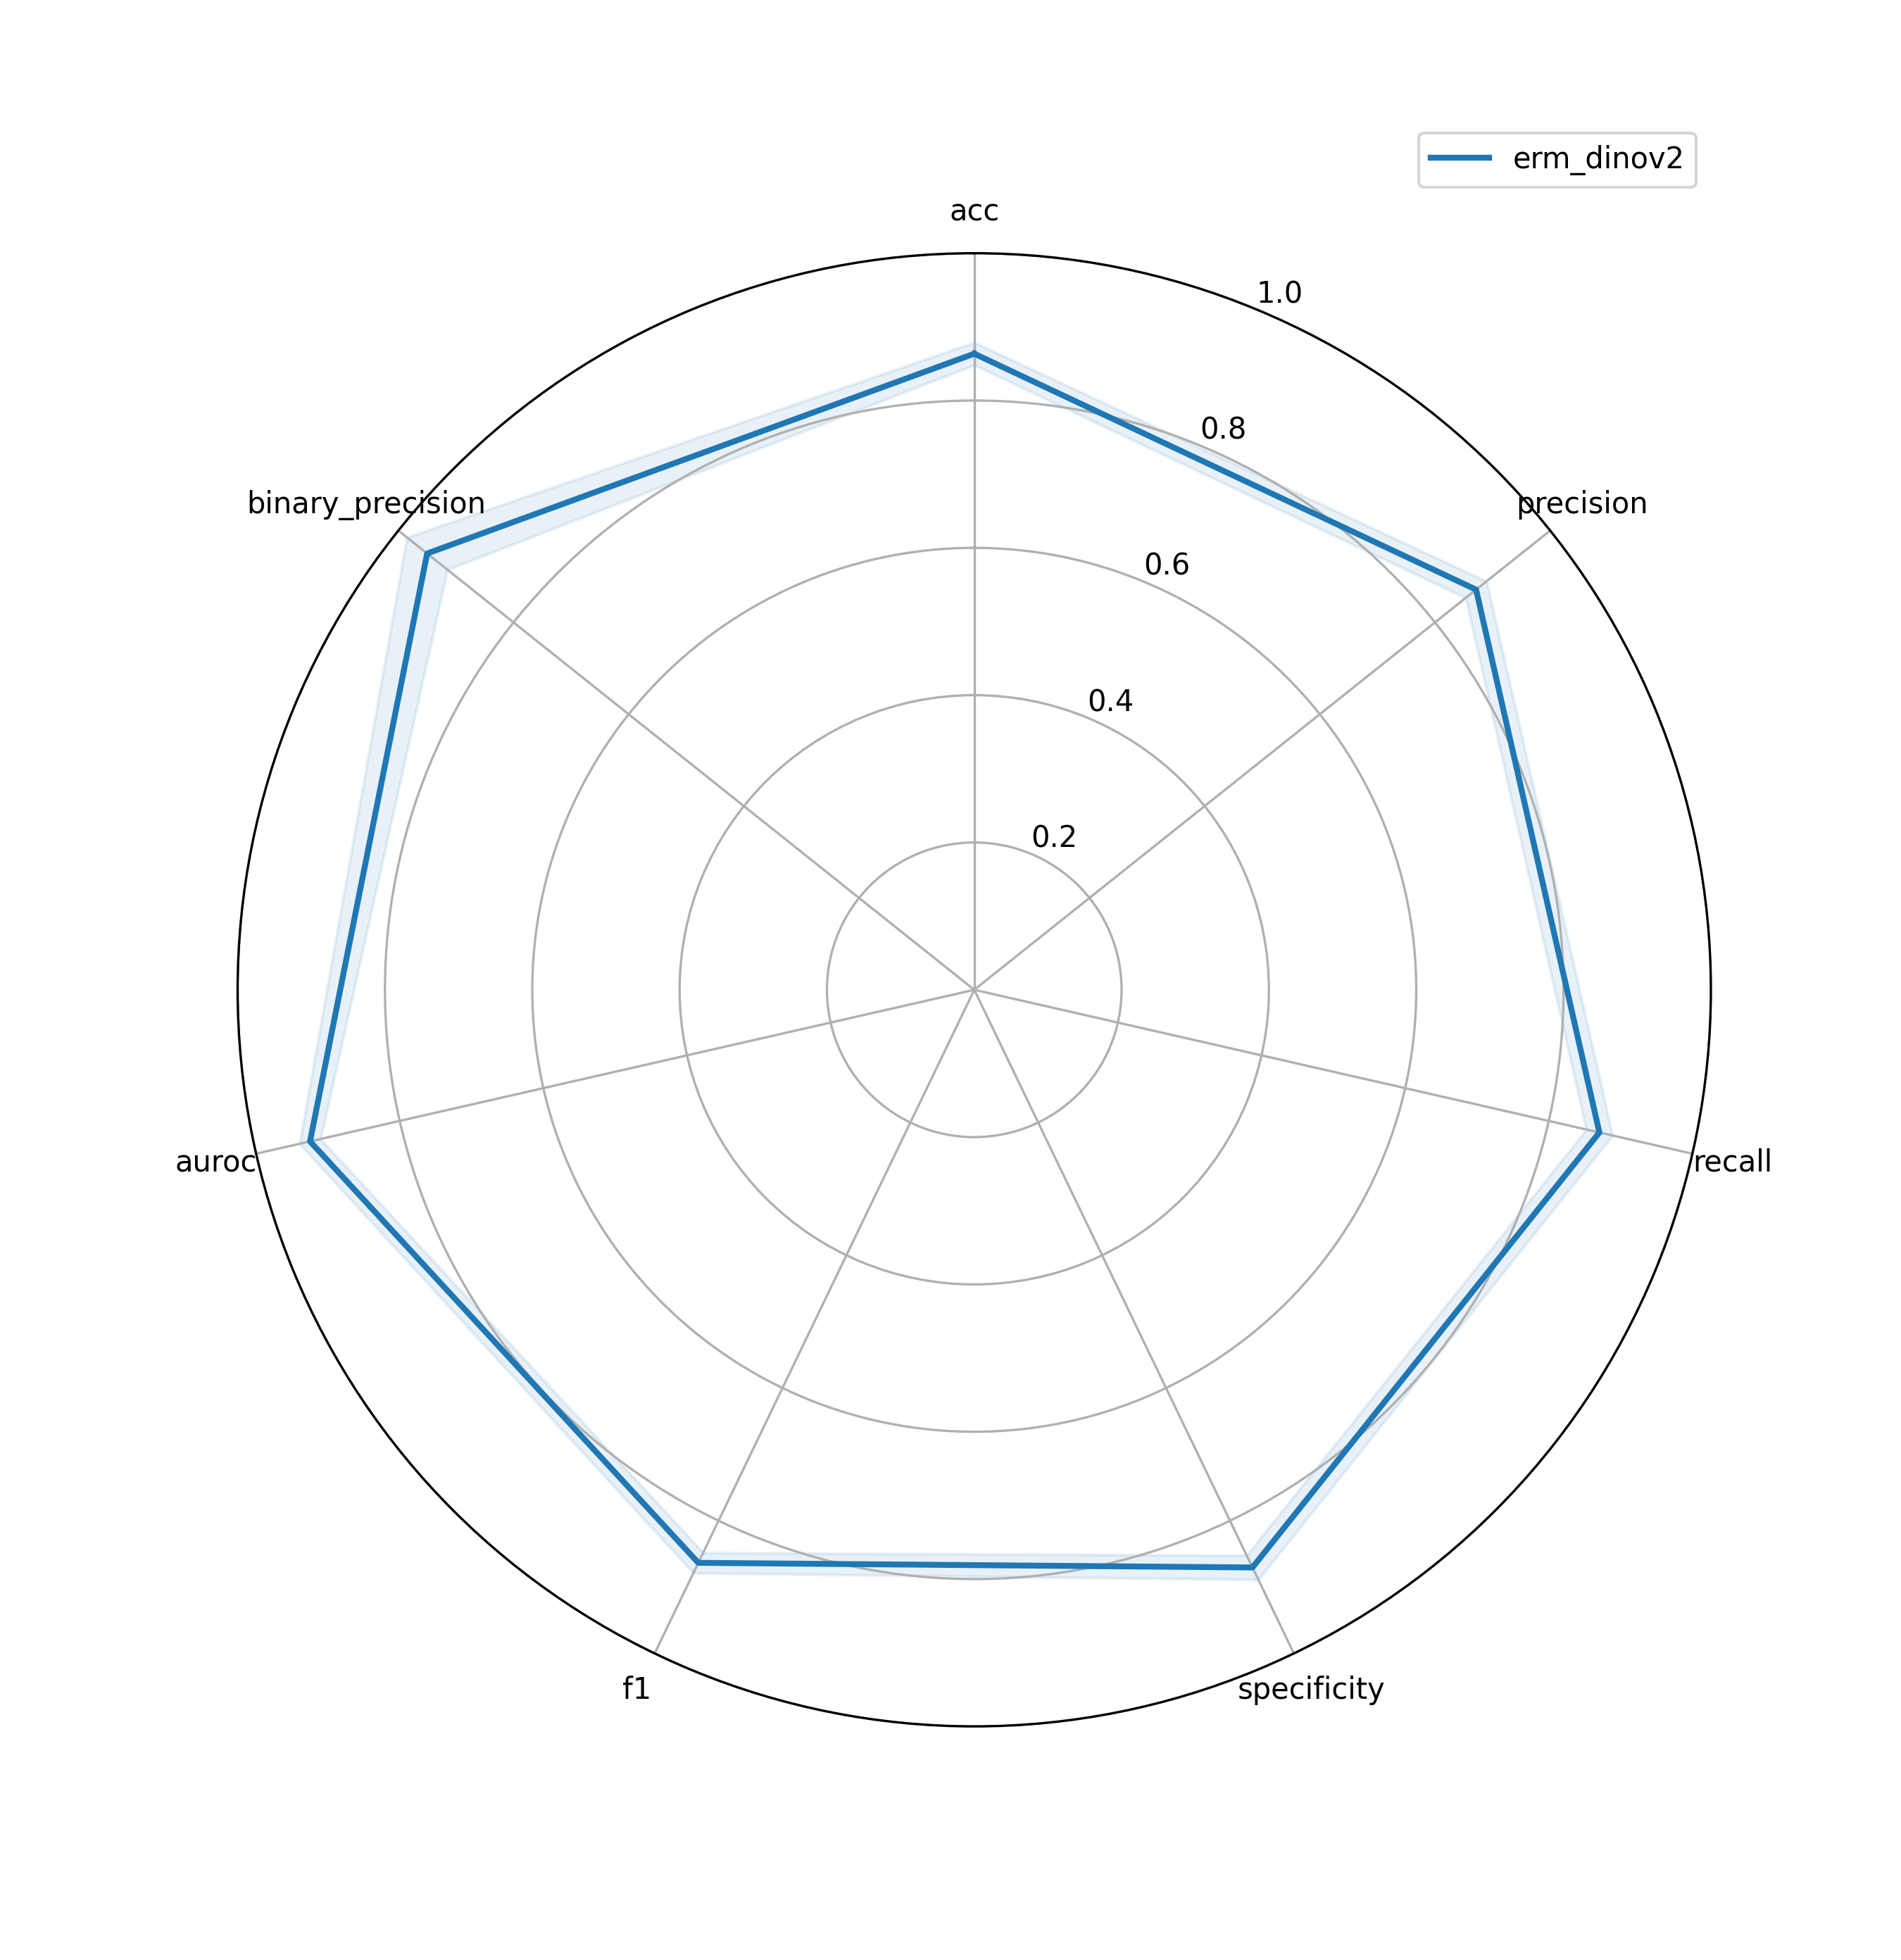 erm_dinov2
acc
1.0
0.8
binary_precision
precision
0.6
0.4
0.2
auroc
recall
f1
specificity